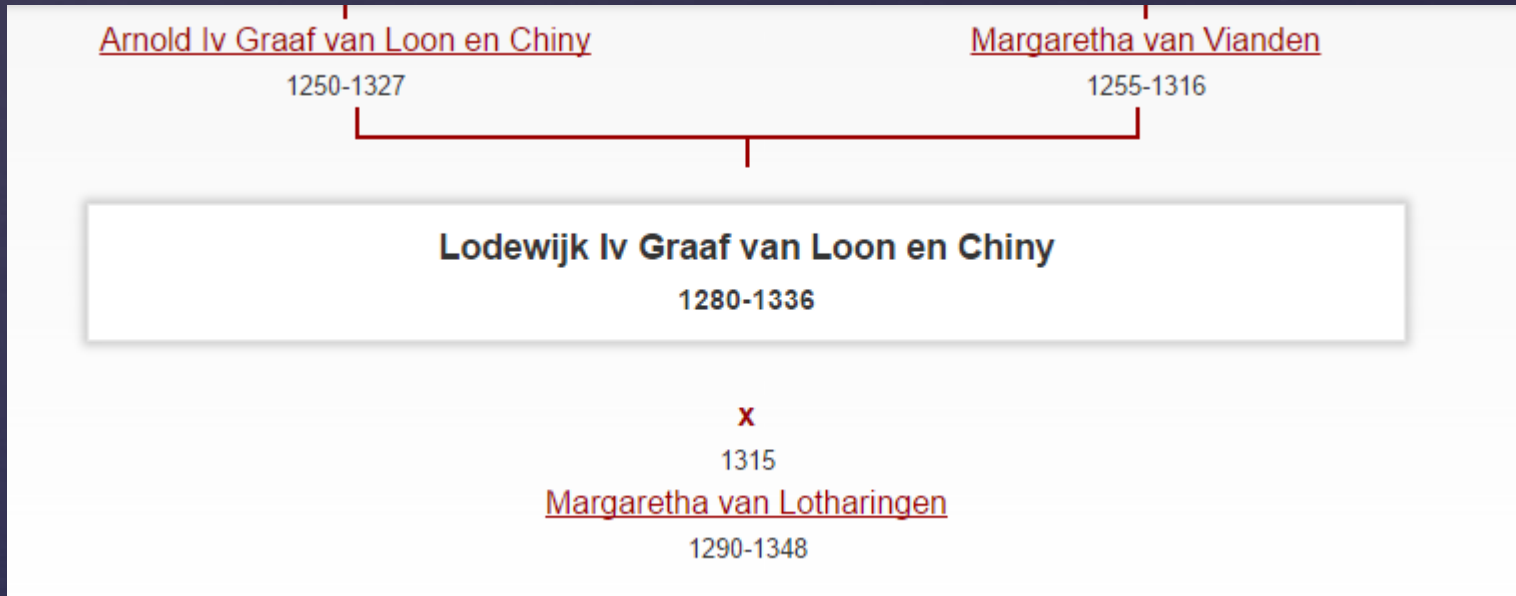 Arnold Iv Graaf van Loon en Chiny
1250-1327
Margaretha van Vianden
1255-1316
Lodewijk Iv Graaf van Loon en Chiny
1280-1336
x
1315
Margaretha van Lotharingen
1290-1348